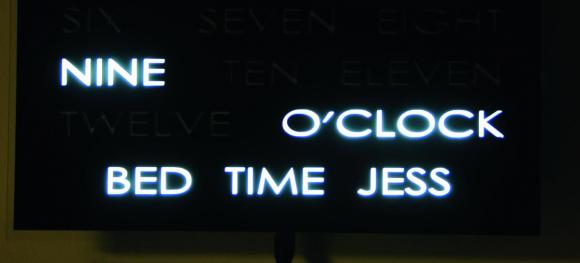 SIX SEVEN EIGHT
NINE TEN ELEVEN
TWELVE O'CLOCK
BED TIME JESS